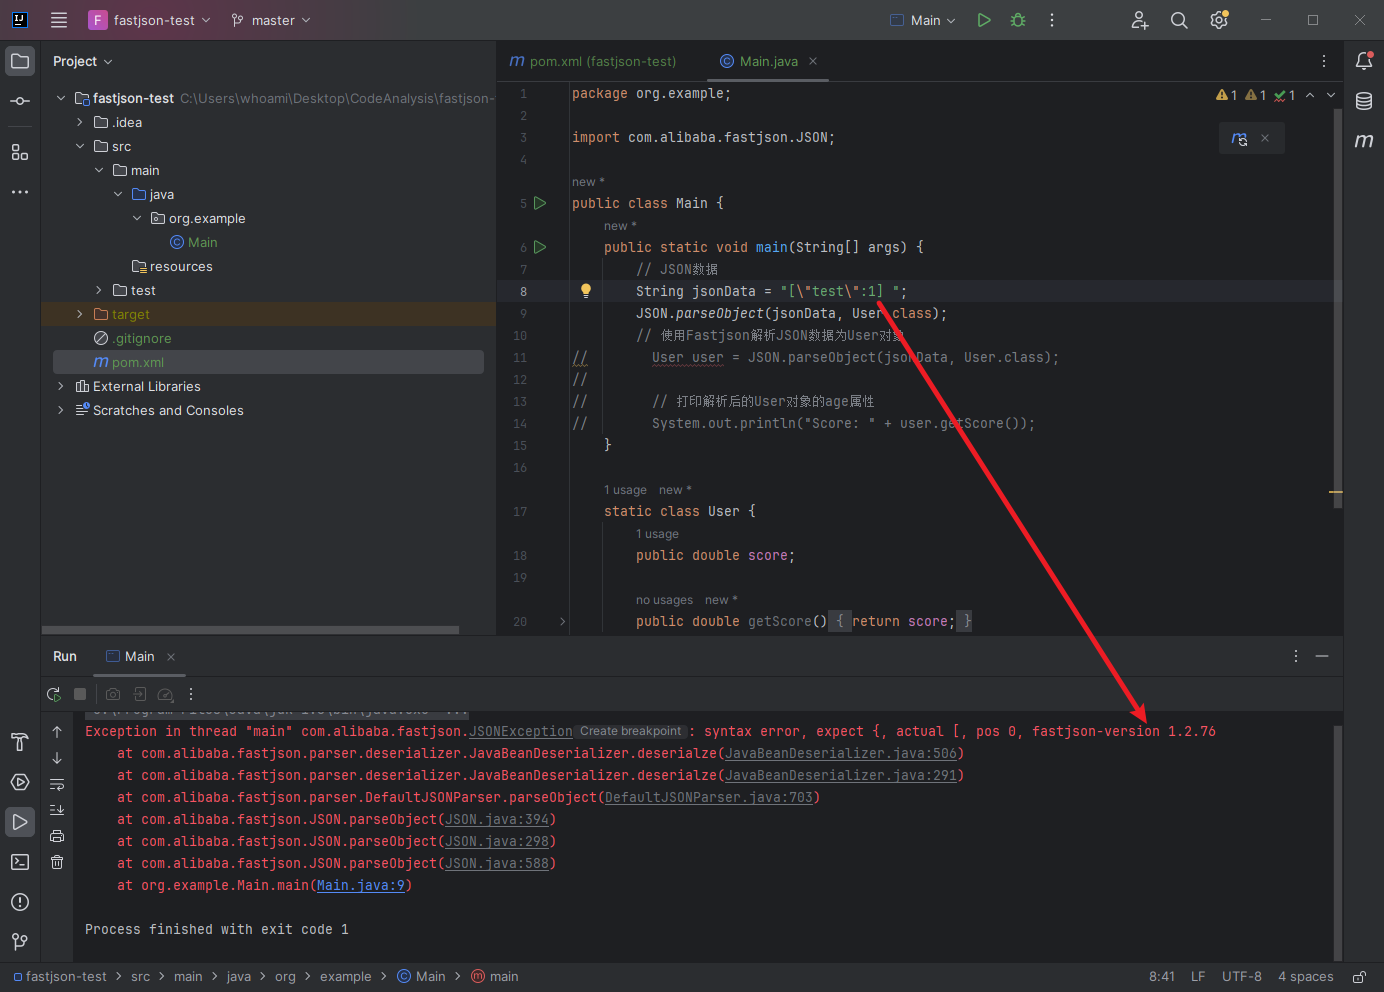 F fastjson-test master Main
Project
pom.xml (fastjson-test)
Main.java
fastjson-test C:\Users\whoami\Desktop\CodeAnalysis\fastjson-
.idea
src
main
java
org.example
Main
resources
test
target
.gitignore
pom.xml
External Libraries
Scratches and Consoles
1 1 1
1 package org.example;
2
3 import com.alibaba.fastjson.JSON;
4
new *
5 public class Main {
new *
6 public static void main(String[] args) {
7 // JSON数据
8 String jsonData = "[\"test\":1] ";
9 JSON.parseObject(jsonData, User.class);
10 // 使用Fastjson解析JSON数据为User对象
11 // User user = JSON.parseObject(jsonData, User.class);
12 //
13 // // 打印解析后的User对象的age属性
14 // System.out.println("Score: " + user.getScore());
15 }
16
1 usage new *
17 static class User {
1 usage
18 public double score;
19
no usages new *
20 public double getScore() { return score; }
Run Main
Exception in thread "main" com.alibaba.fastjson.JSONException Create breakpoint : syntax error, expect {, actual [, pos 0, fastjson-version 1.2.76
at com.alibaba.fastjson.parser.deserializer.JavaBeanDeserializer.deserialze(JavaBeanDeserializer.java:506)
at com.alibaba.fastjson.parser.deserializer.JavaBeanDeserializer.deserialze(JavaBeanDeserializer.java:291)
at com.alibaba.fastjson.parser.DefaultJSONParser.parseObject(DefaultJSONParser.java:703)
at com.alibaba.fastjson.JSON.parseObject(JSON.java:394)
at com.alibaba.fastjson.JSON.parseObject(JSON.java:298)
at com.alibaba.fastjson.JSON.parseObject(JSON.java:588)
at org.example.Main.main(Main.java:9)
Process finished with exit code 1
fastjson-test > src > main > java > org > example > Main > main
8:41 LF UTF-8 4 spaces